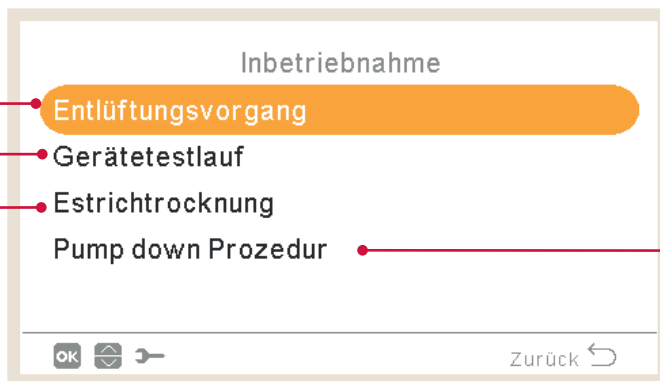 Inbetriebnahme
Entlüftungsvorgang
Gerätetestlauf
Estrichtrocknung
Pump down Prozedur
OK
Zurück